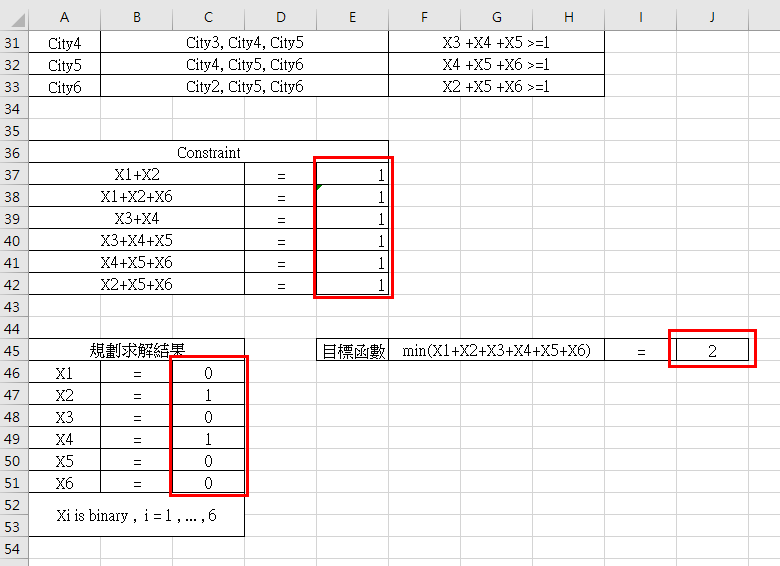 A B C D E F G H I J
31 City4 City3, City4, City5 X3 +X4 +X5 >=1
32 City5 City4, City5, City6 X4 +X5 +X6 >=1
33 City6 City2, City5, City6 X2 +X5 +X6 >=1
34
35
36 Constraint
37 X1+X2 = 1
38 X1+X2+X6 = 1
39 X3+X4 = 1
40 X3+X4+X5 = 1
41 X4+X5+X6 = 1
42 X2+X5+X6 = 1
43
44
45 規劃求解結果 目標函數 min(X1+X2+X3+X4+X5+X6) = 2
46 X1 = 0
47 X2 = 1
48 X3 = 0
49 X4 = 1
50 X5 = 0
51 X6 = 0
52
Xi is binary , i = 1 , ... , 6
53
54